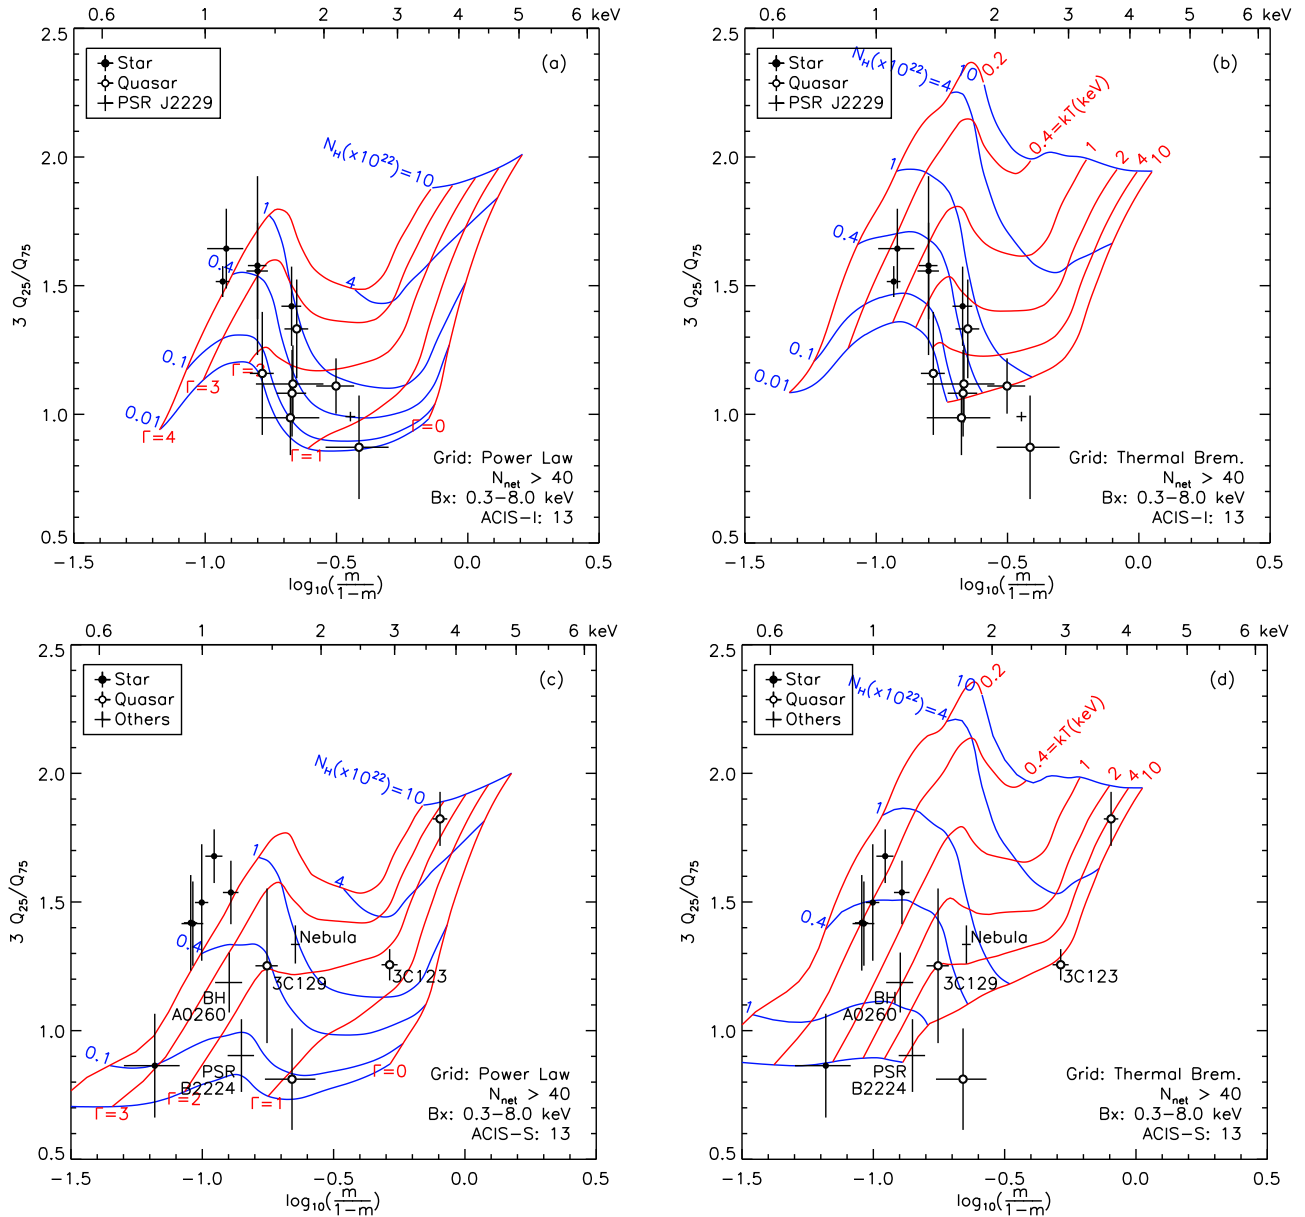 0.6 1 2 3 4 5 6 keV
2.5
2.0
1.5
1.0
0.5
3 Q25/Q75
Star
Quasar
PSR J2229
(a)
NH(x10^22)=10
1
4
0.4
0.1
0.01
Γ=4
Γ=3
Γ=1
Γ=0
Grid: Power Law
Nnet > 40
Bx: 0.3−8.0 keV
ACIS−I: 13
−1.5 −1.0 −0.5 0.0 0.5
log10(m/1−m)
0.6 1 2 3 4 5 6 keV
2.5
2.0
1.5
1.0
0.5
3 Q25/Q75
Star
Quasar
PSR J2229
(b)
NH(x10^22)=4
10
0.2
0.4=kT(keV)
1 2 4 10
1
0.4
0.1
0.01
Grid: Thermal Brem.
Nnet > 40
Bx: 0.3−8.0 keV
ACIS−I: 13
−1.5 −1.0 −0.5 0.0 0.5
log10(m/1−m)
0.6 1 2 3 4 5 6 keV
2.5
2.0
1.5
1.0
0.5
3 Q25/Q75
Star
Quasar
Others
(c)
NH(x10^22)=10
1
4
0.4
0.1
Nebula
3C123
3C129
BH
A0260
PSR
B2224
Γ=3
Γ=2
Γ=1
Γ=0
Grid: Power Law
Nnet > 40
Bx: 0.3−8.0 keV
ACIS−S: 13
−1.5 −1.0 −0.5 0.0 0.5
log10(m/1−m)
0.6 1 2 3 4 5 6 keV
2.5
2.0
1.5
1.0
0.5
3 Q25/Q75
Star
Quasar
Others
(d)
NH(x10^22)=4
10
0.2
0.4=kT(keV)
1 2 4 10
1
0.4
Nebula
3C123
3C129
BH
A0260
PSR
B2224
Grid: Thermal Brem.
Nnet > 40
Bx: 0.3−8.0 keV
ACIS−S: 13
−1.5 −1.0 −0.5 0.0 0.5
log10(m/1−m)